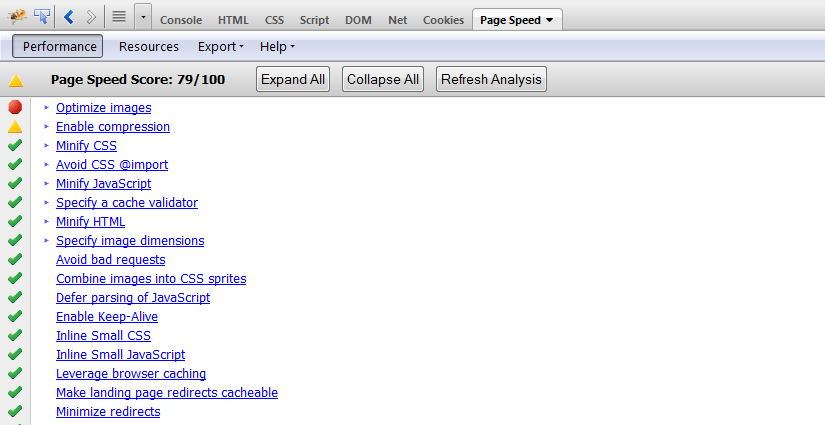 Console HTML CSS Script DOM Net Cookies Page Speed
Performance Resources Export Help
Page Speed Score: 79/100 Expand All Collapse All Refresh Analysis
Optimize images
Enable compression
Minify CSS
Avoid CSS @import
Minify JavaScript
Specify a cache validator
Minify HTML
Specify image dimensions
Avoid bad requests
Combine images into CSS sprites
Defer parsing of JavaScript
Enable Keep-Alive
Inline Small CSS
Inline Small JavaScript
Leverage browser caching
Make landing page redirects cacheable
Minimize redirects